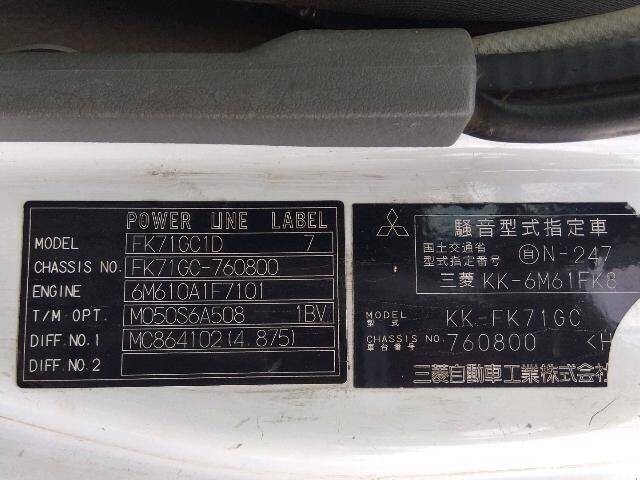 POWER LINE LABEL
MODEL FK71GC1D 7
CHASSIS NO. FK71GC-760800
ENGINE 6M610A1F7101
T/M OPT. M050S6A508 1BV
DIFF.NO.1 MC864102(4.875)
DIFF.NO.2
騒音型式指定車
国土交通省
型式指定番号 自N-247
三菱 KK-6M61FK8
MODEL 型式 KK-FK71GC
CHASSIS NO. 車台番号 760800 <H
三菱自動車工業株式会社